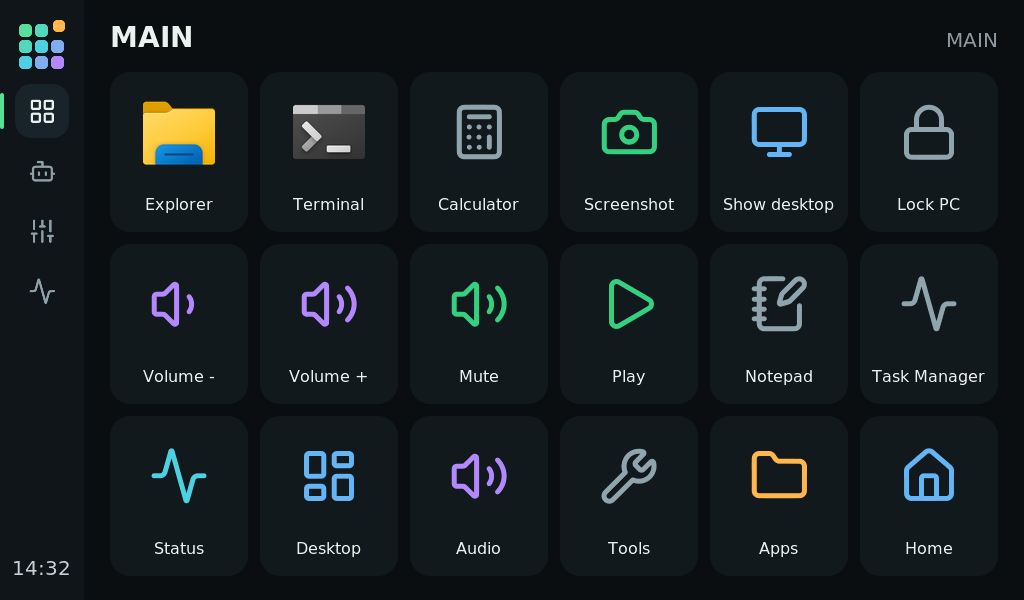 MAIN
MAIN
Explorer
Terminal
Calculator
Screenshot
Show desktop
Lock PC
Volume -
Volume +
Mute
Play
Notepad
Task Manager
Status
Desktop
Audio
Tools
Apps
Home
14:32